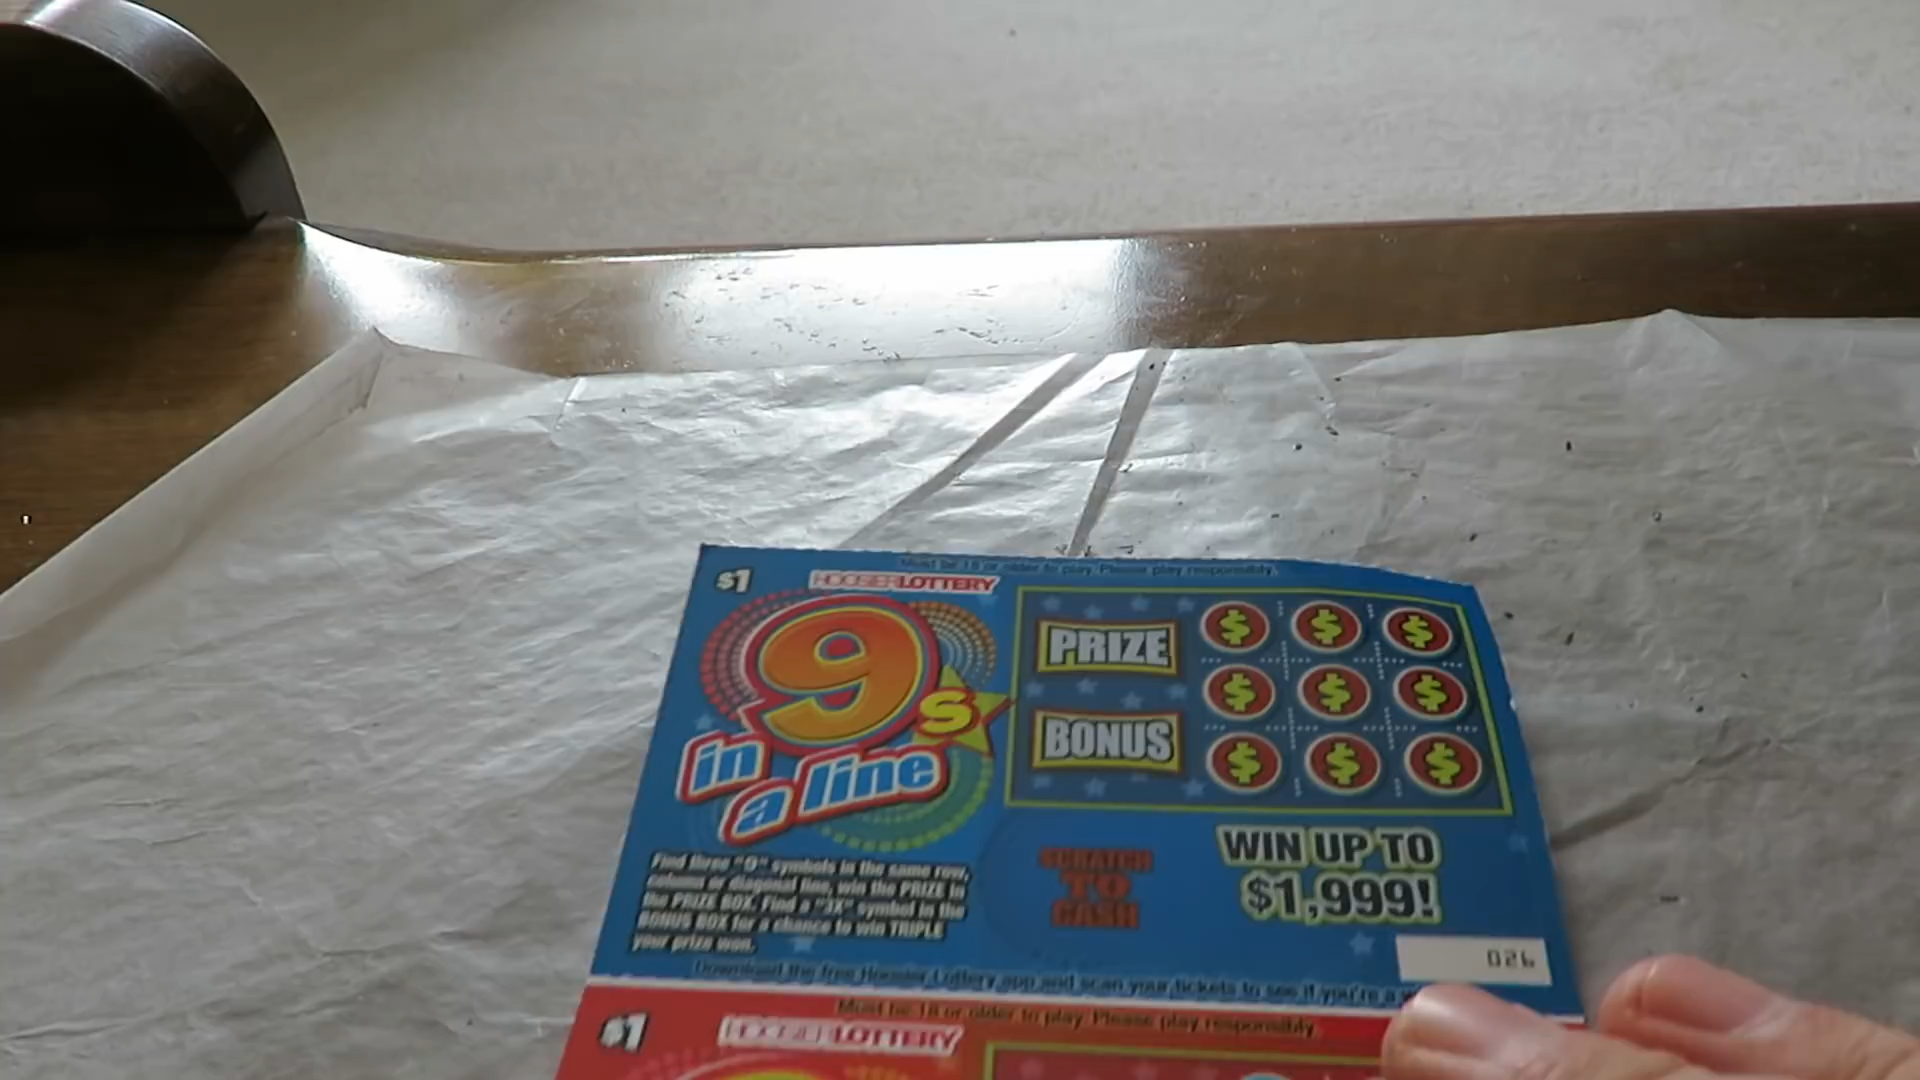 Must be 18 or older to play. Please play responsibly.
$1
HOOSIER LOTTERY
9s
in
a line
PRIZE
BONUS
$ $ $
$ $ $
$ $ $
Find three "9" symbols in the same row,
column or diagonal line, win the PRIZE in
the PRIZE BOX. Find a "3X" symbol in the
BONUS BOX for a chance to win TRIPLE
your prize won.
SCRATCH
TO
CASH
WIN UP TO
$1,999!
026
Download the free Hoosier Lottery app and scan your tickets to see if you're a
Must be 18 or older to play. Please play responsibly.
$1
HOOSIER LOTTERY